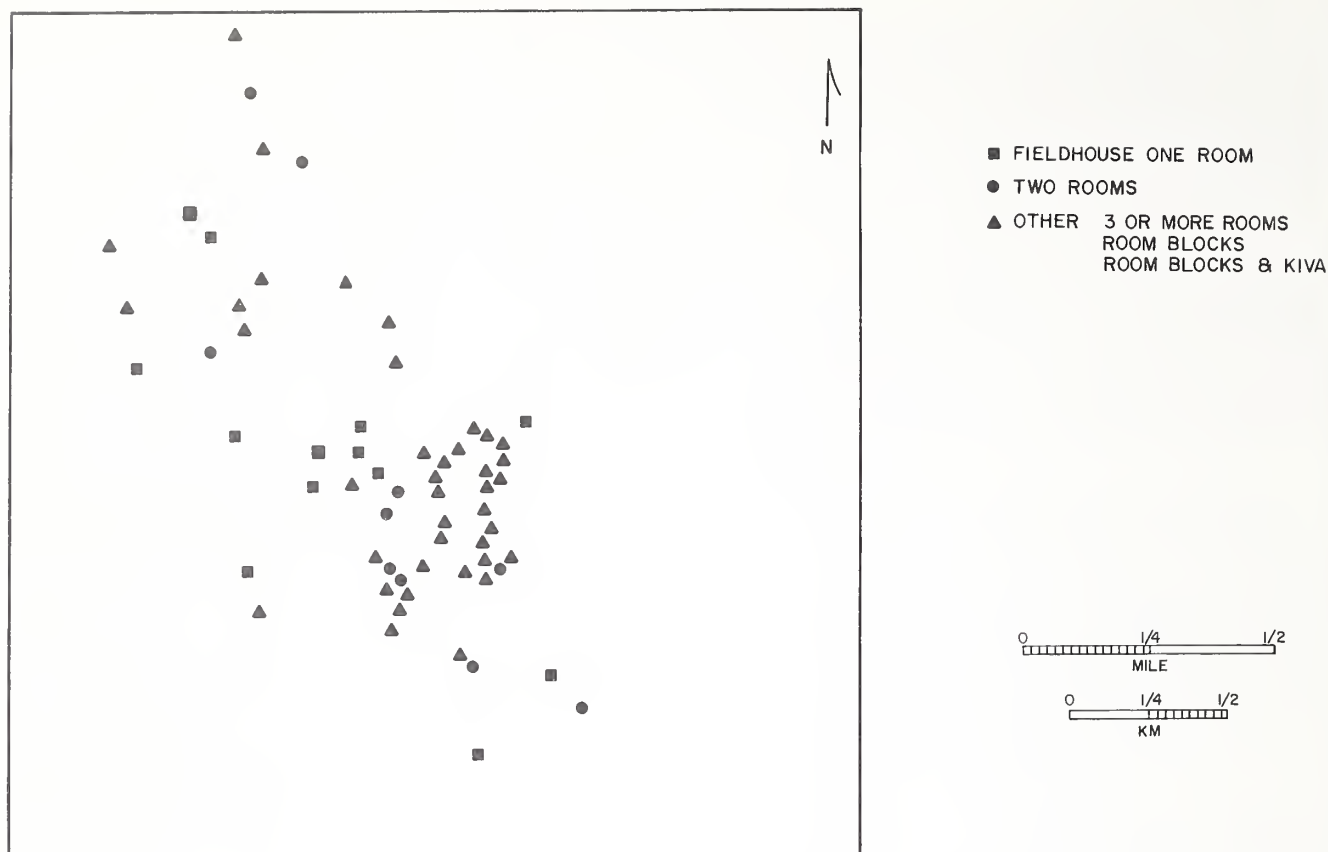 N
FIELDHOUSE ONE ROOM
TWO ROOMS
OTHER 3 OR MORE ROOMS
ROOM BLOCKS
ROOM BLOCKS & KIVA
0 1/4 1/2
MILE
0 1/4 1/2
KM